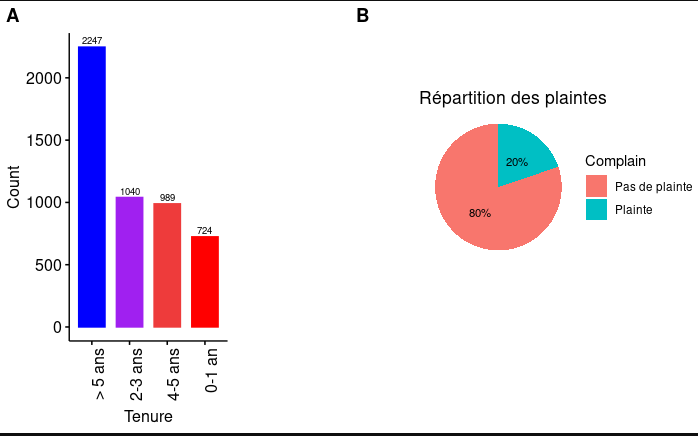 A
2247
2000
1500
1040
989
1000
724
500
0
Count
> 5 ans
2-3 ans
4-5 ans
0-1 an
Tenure
B
Répartition des plaintes
20%
80%
Complain
Pas de plainte
Plainte